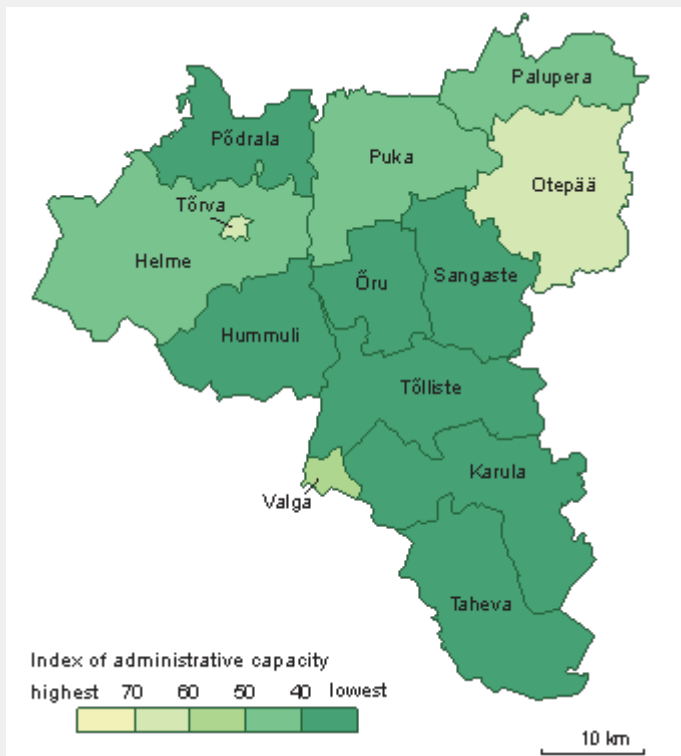 Palupera
Põdrala
Puka
Otepää
Tõrva
Helme
Õru
Sangaste
Hummuli
Tõlliste
Karula
Valga
Taheva
Index of administrative capacity
highest 70 60 50 40 lowest
10 km